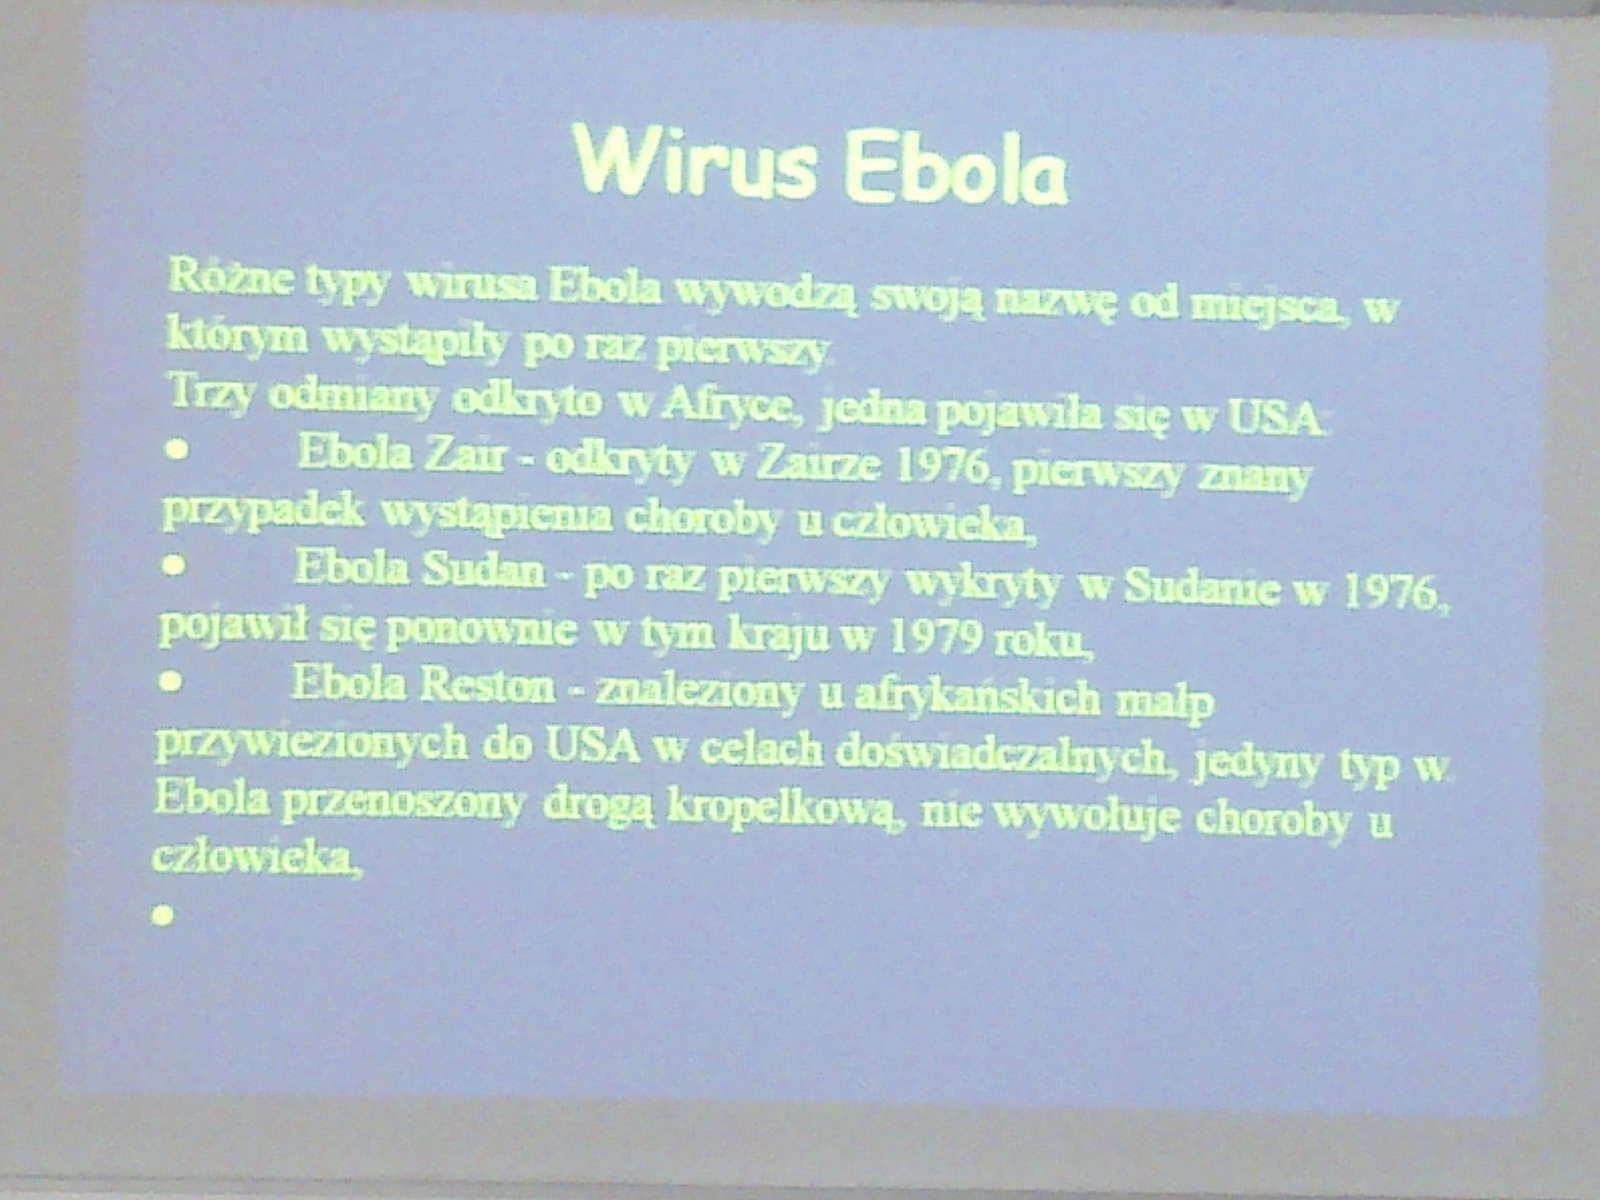 Wirus Ebola
Różne typy wirusa Ebola wywodzą swoją nazwę od miejsca, w
którym wystąpiły po raz pierwszy.
Trzy odmiany odkryto w Afryce, jedna pojawiła się w USA:
• Ebola Zair - odkryty w Zairze 1976, pierwszy znany
przypadek wystąpienia choroby u człowieka,
• Ebola Sudan - po raz pierwszy wykryty w Sudanie w 1976,
pojawił się ponownie w tym kraju w 1979 roku,
• Ebola Reston - znaleziony u afrykańskich małp
przywiezionych do USA w celach doświadczalnych, jedyny typ w.
Ebola przenoszony drogą kropelkową, nie wywołuje choroby u
człowieka,
•